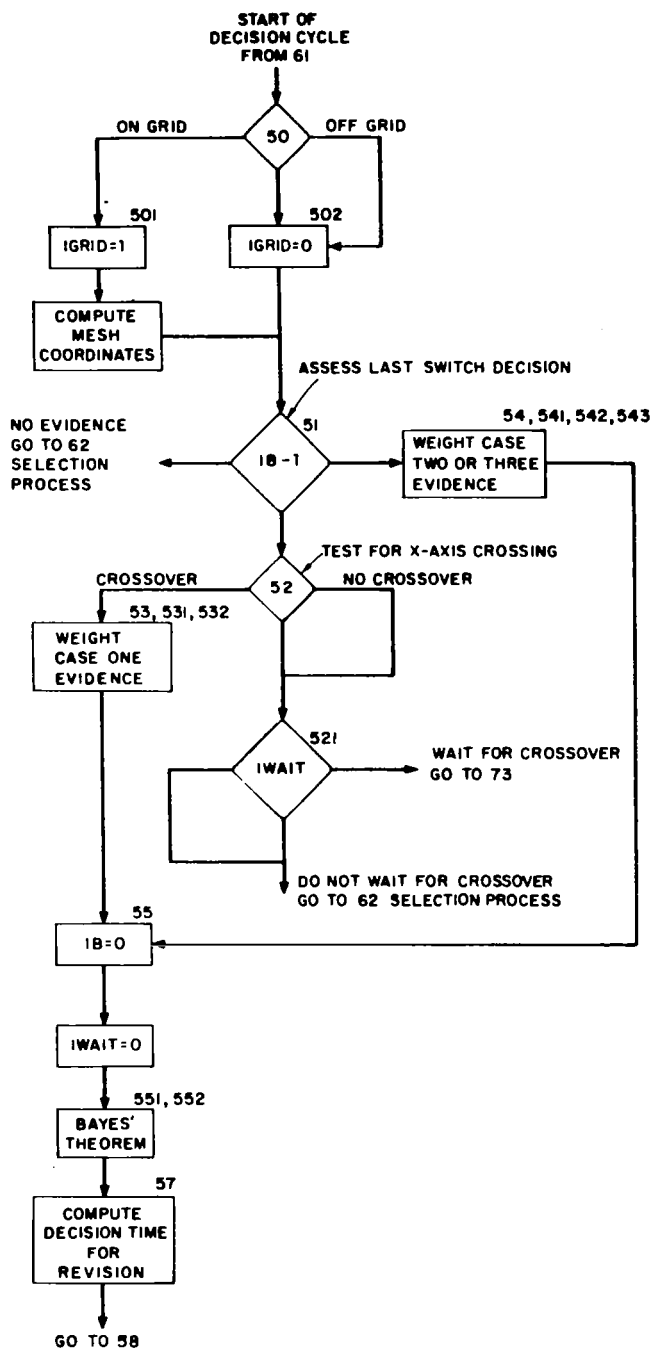 START OF
DECISION CYCLE
FROM 61
ON GRID
50
OFF GRID
501
IGRID=1
502
IGRID=0
COMPUTE
MESH
COORDINATES
ASSESS LAST SWITCH DECISION
NO EVIDENCE
GO TO 62
SELECTION
PROCESS
51
IB-1
54, 541, 542, 543
WEIGHT CASE
TWO OR THREE
EVIDENCE
TEST FOR X-AXIS CROSSING
CROSSOVER
52
NO CROSSOVER
53, 531, 532
WEIGHT
CASE ONE
EVIDENCE
521
IWAIT
WAIT FOR CROSSOVER
GO TO 73
DO NOT WAIT FOR CROSSOVER
GO TO 62 SELECTION PROCESS
55
IB=0
IWAIT=0
551, 552
BAYES'
THEOREM
57
COMPUTE
DECISION TIME
FOR
REVISION
GO TO 58